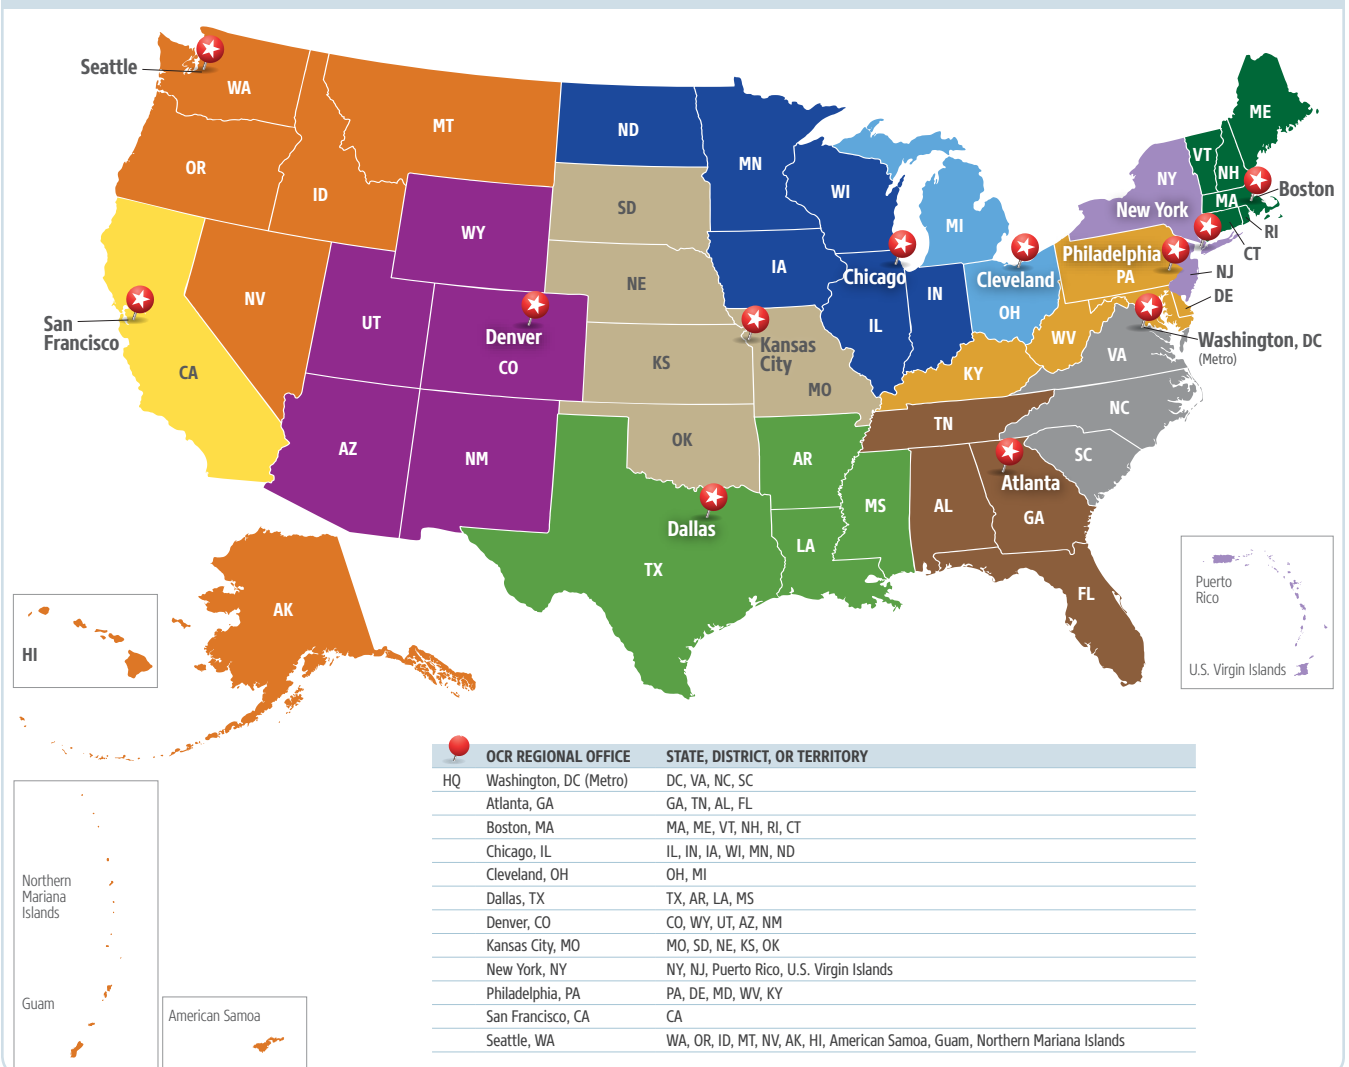 Seattle
WA
MT
ND
MN
ME
VT
NH
OR
ID
SD
WI
MI
NY
New York
MA
Boston
RI
CT
WY
IA
Chicago
Cleveland
Philadelphia
PA
NJ
DE
San
Francisco
NV
UT
Denver
CO
NE
KS
Kansas
City
MO
IL
IN
OH
WV
VA
Washington, DC
(Metro)
CA
KY
NC
TN
SC
AZ
NM
OK
AR
MS
AL
Atlanta
GA
Dallas
TX
LA
FL
Puerto
Rico
U.S. Virgin Islands
AK
HI
Northern
Mariana
Islands
Guam
American Samoa
OCR REGIONAL OFFICE STATE, DISTRICT, OR TERRITORY
HQ Washington, DC (Metro) DC, VA, NC, SC
Atlanta, GA GA, TN, AL, FL
Boston, MA MA, ME, VT, NH, RI, CT
Chicago, IL IL, IN, IA, WI, MN, ND
Cleveland, OH OH, MI
Dallas, TX TX, AR, LA, MS
Denver, CO CO, WY, UT, AZ, NM
Kansas City, MO MO, SD, NE, KS, OK
New York, NY NY, NJ, Puerto Rico, U.S. Virgin Islands
Philadelphia, PA PA, DE, MD, WV, KY
San Francisco, CA CA
Seattle, WA WA, OR, ID, MT, NV, AK, HI, American Samoa, Guam, Northern Mariana Islands